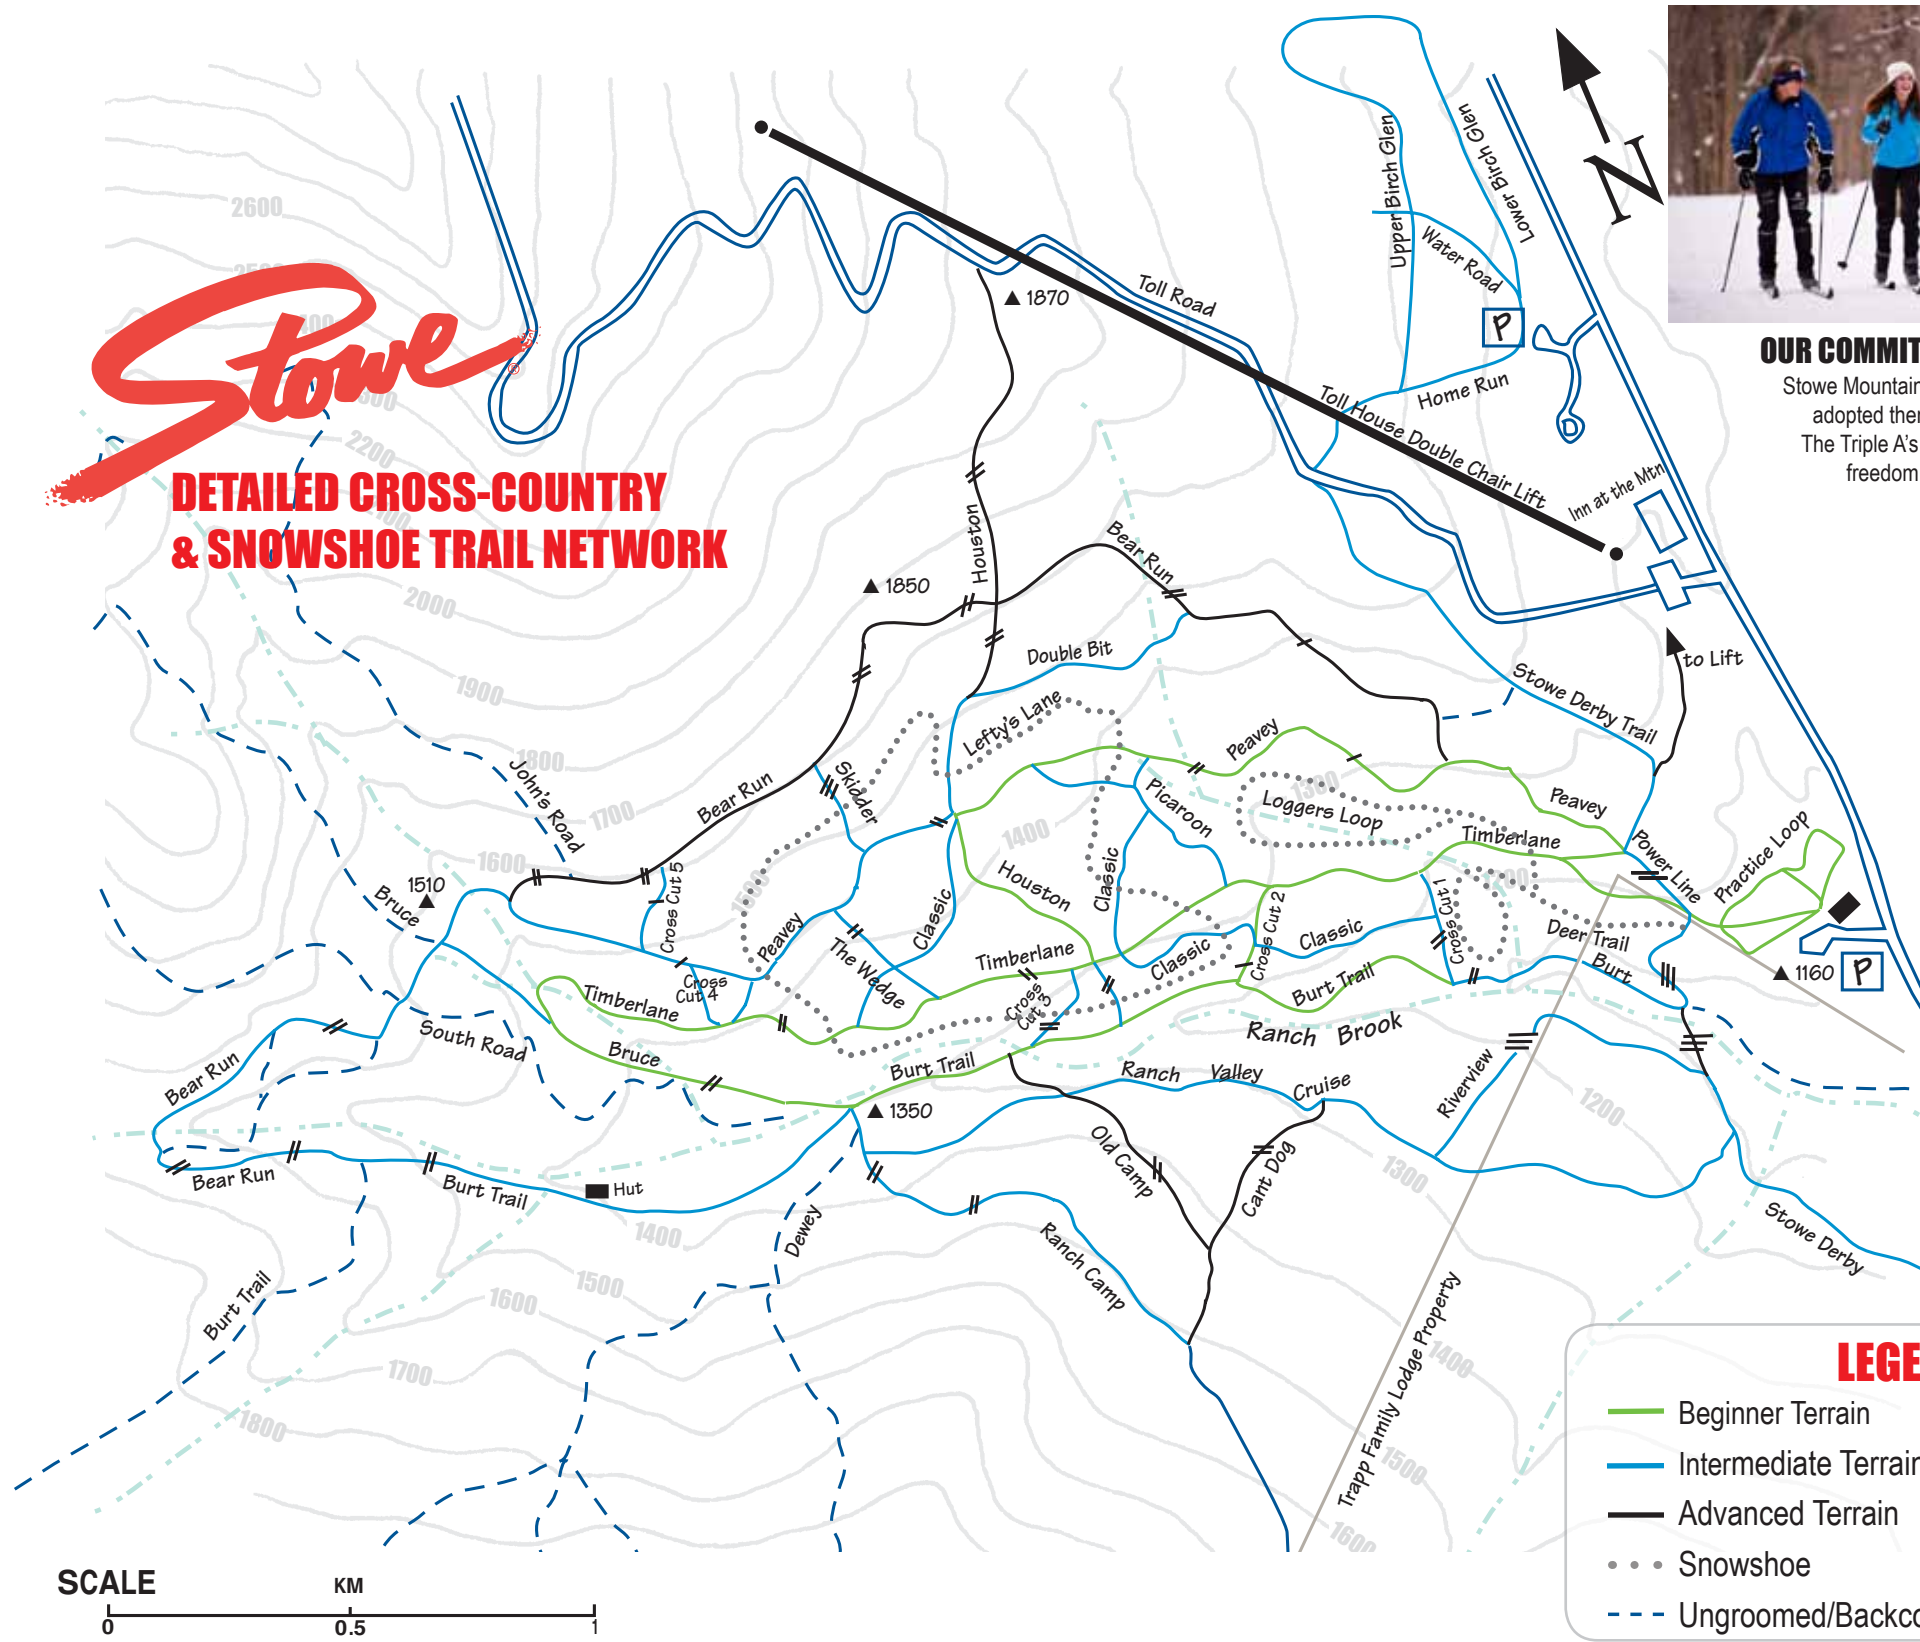 Stowe
®
DETAILED CROSS-COUNTRY
& SNOWSHOE TRAIL NETWORK
N
Upper Birch Glen
Lower Birch Glen
Water Road
P
Home Run
Toll Road
Toll House Double Chair Lift
Inn at the Mtn
to Lift
OUR COMMIT
Stowe Mountain
adopted ther
The Triple A's
freedom
2600
2200
2000
1900
1800
1700
1600
1870
1850
1510
Houston
Bear Run
Double Bit
Lefty's Lane
Stowe Derby Trail
Peavey
Peavey
Picaroon
Loggers Loop
1300
1400
Timberlane
Power Line
Practice Loop
John's Road
Bear Run
Skidder
Bruce
Cross Cut 5
Peavey
Classic
The Wedge
Houston
Classic
Timberlane
Classic
Cross Cut 2
Classic
Cross Cut 1
Deer Trail
Burt
1160
P
Cross
Cut 4
Timberlane
Cross
Cut 3
Burt Trail
Ranch Brook
South Road
Bruce
Burt Trail
Bear Run
1350
Ranch Valley Cruise
Riverview
1200
Bear Run
Burt Trail
Hut
Dewey
Old Camp
Cant Dog
1300
Ranch Camp
Stowe Derby
Burt Trail
1400
1500
1600
1700
1800
Trapp Family Lodge Property
1400
1500
1600
LEGE
Beginner Terrain
Intermediate Terrain
Advanced Terrain
Snowshoe
Ungroomed/Backco
SCALE
KM
0 0.5 1